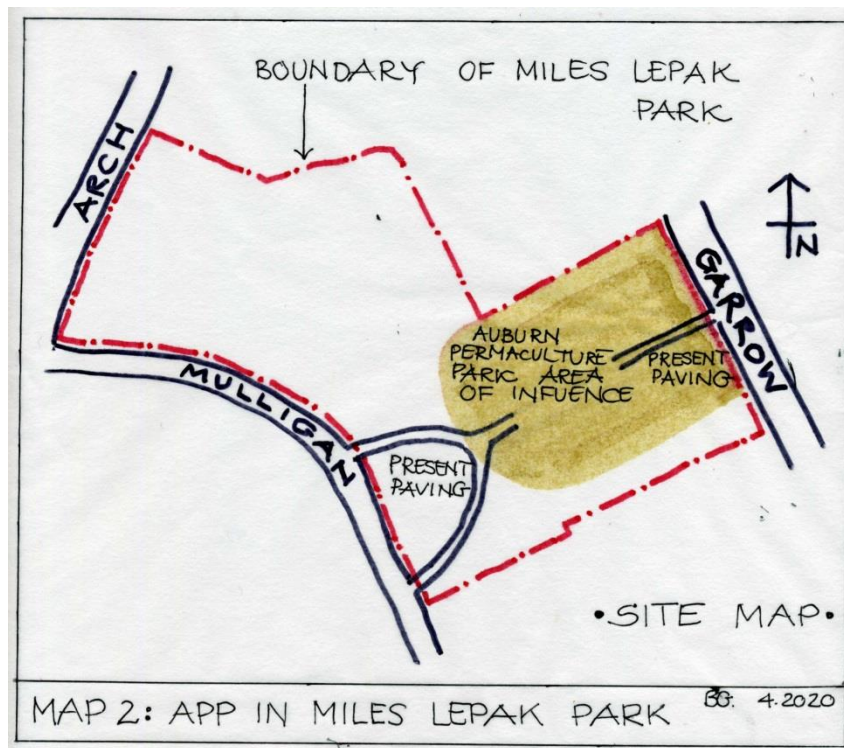 BOUNDARY OF MILES LEPAK
PARK
ARCH
N
GARROW
AUBURN
PERMACULTURE
PARK AREA
OF INFUENCE
PRESENT
PAVING
MULLIGAN
PRESENT
PAVING
•SITE MAP•
MAP 2: APP IN MILES LEPAK PARK
BG. 4.2020